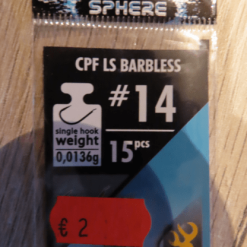 SPHERE
CPF LS BARBLESS
#14
single hook
weight
0,0136g
15pcs
€ 2